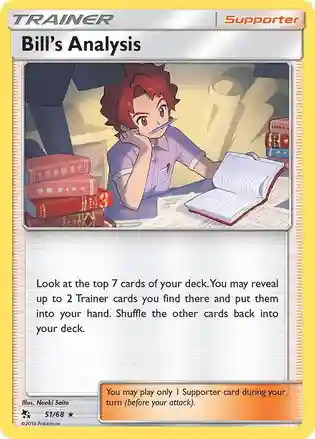 TRAINER Supporter
Bill's Analysis
Look at the top 7 cards of your deck.You may reveal
up to 2 Trainer cards you find there and put them
into your hand. Shuffle the other cards back into
your deck.
Illus. Naoki Saito
51/68 ★
©2019 Pokémon
You may play only 1 Supporter card during your
turn (before your attack).